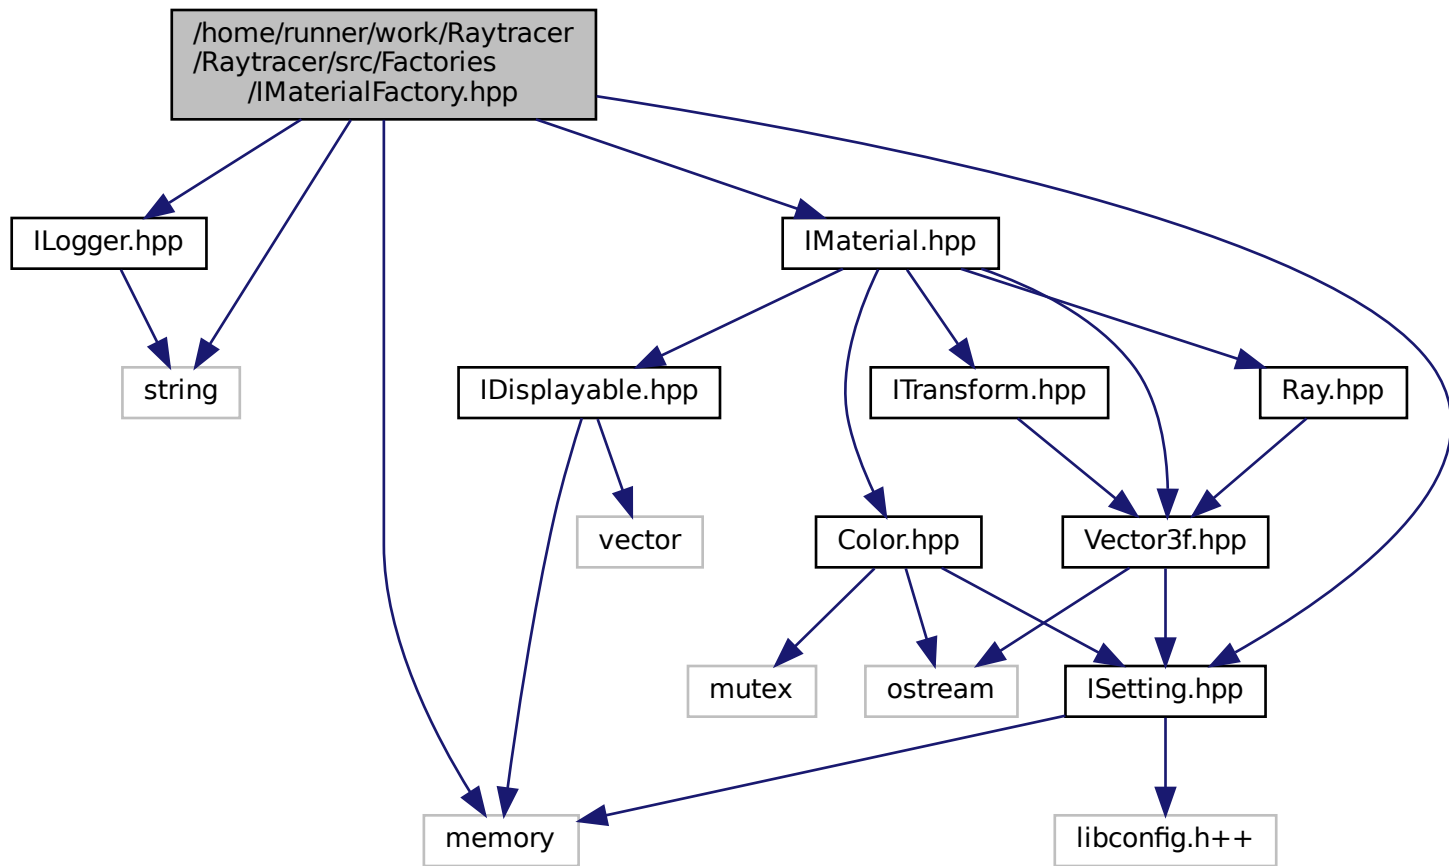 /home/runner/work/Raytracer
/Raytracer/src/Factories
/IMaterialFactory.hpp
ILogger.hpp
IMaterial.hpp
string
IDisplayable.hpp
ITransform.hpp
Ray.hpp
vector
Color.hpp
Vector3f.hpp
mutex
ostream
ISetting.hpp
memory
libconfig.h++